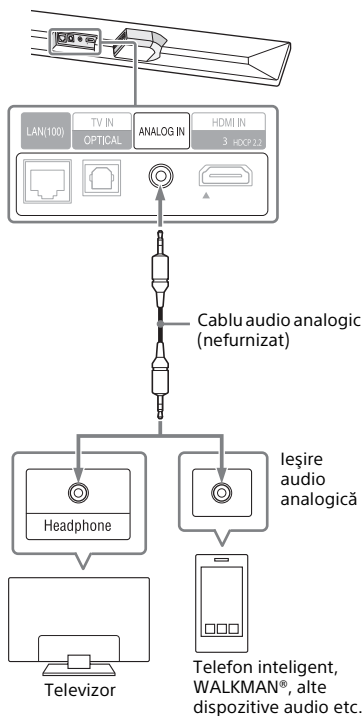 LAN(100)
TV IN
OPTICAL
ANALOG IN
HDMI IN
3 HDCP 2.2
Cablu audio analogic
(nefurnizat)
Ieşire
audio
analogică
Headphone
Televizor
Telefon inteligent,
WALKMAN®, alte
dispozitive audio etc.